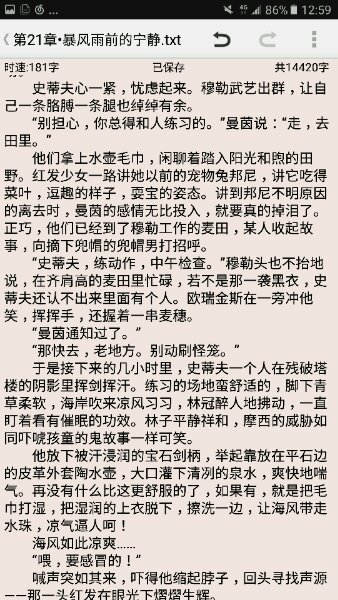 4G 86% 12:59
第21章•暴风雨前的宁静.txt
时速:181字 已保存 共14420字
史蒂夫心一紧，忧虑起来。穆勒武艺出群，让自
己一条胳膊一条腿也绰绰有余。
“别担心，你总得和人练习的。”曼茵说：“走，去
田里。”
他们拿上水壶毛巾，闲聊着踏入阳光和煦的田
野。红发少女一路讲她以前的宠物兔邦尼，讲它吃得
菜叶，逗趣的样子，耍宝的姿态。讲到邦尼不明原因
的离去时，曼茵的感情无比投入，就要真的掉泪了。
正巧，他们已经到了穆勒工作的麦田，某人收起故
事，向摘下兜帽的兜帽男打招呼。
“史蒂夫，练动作，中午检查。”穆勒头也不抬地
说，在齐肩高的麦田里忙碌，若不是那一袭黑衣，史
蒂夫还认不出来里面有个人。欧瑞金斯在一旁冲他
笑，挥挥手，还握着一串麦穗。
“曼茵通知过了。”
“那快去，老地方。别动刷怪笼。”
于是接下来的几小时里，史蒂夫一个人在残破塔
楼的阴影里挥剑挥汗。练习的场地蛮舒适的，脚下青
草柔软，海岸吹来凉风习习，林冠醉人地拂动，一直
盯着看有催眠的功效。林子平静祥和，摩西的威胁如
同吓唬孩童的鬼故事一样可笑。
他放下被汗浸润的宝石剑柄，举起靠放在平石边
的皮革外套陶水壶，大口灌下清冽的泉水，爽快地喘
气。再没有什么比这更舒服的了，如果有，就是把毛
巾打湿，把湿润的上衣脱下，擦洗一边，让海风带走
水珠，凉气逼人呵！
海风如此凉爽……
“喂，要感冒的！”
喊声突如其来，吓得他缩起脖子，回头寻找声源
——那一头红发在眼光下熠熠生辉。